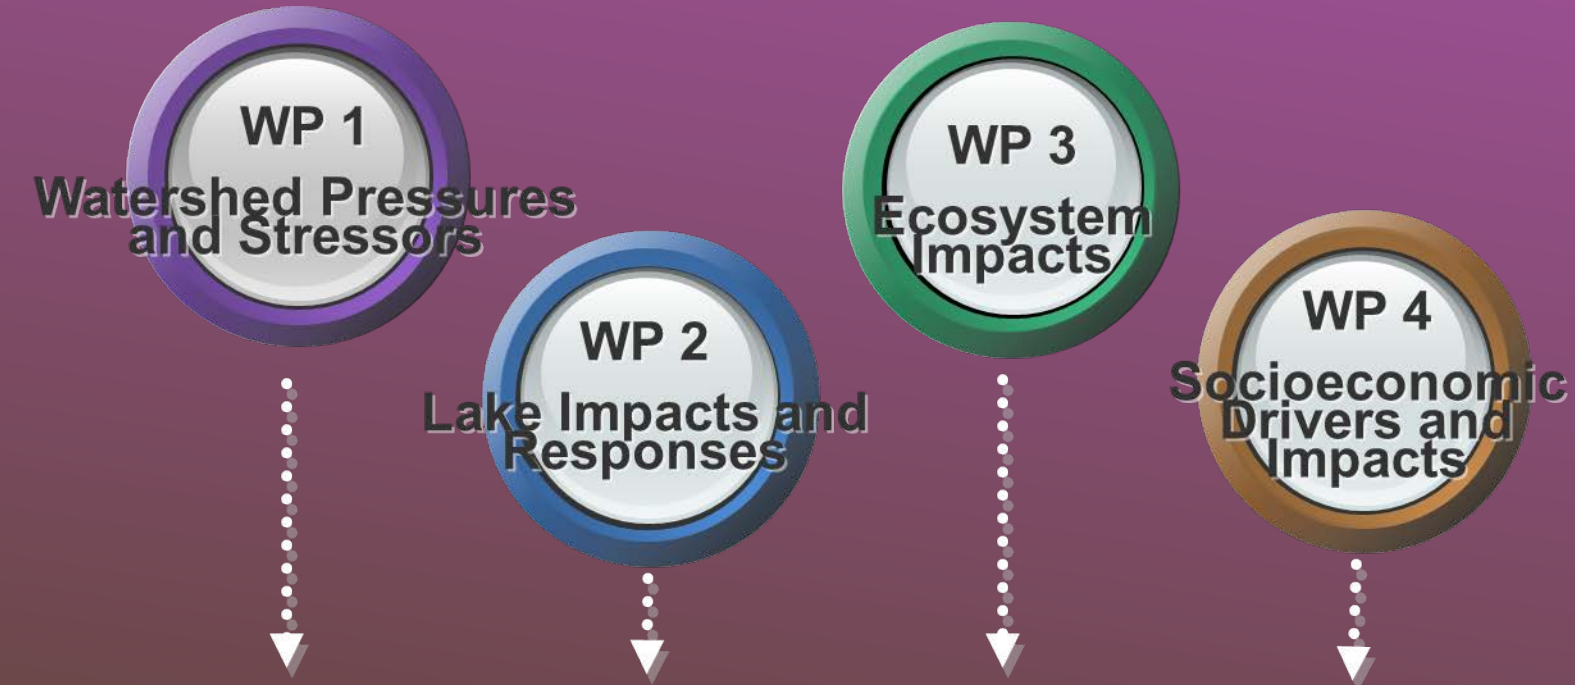 WP 1
Watershed Pressures
and Stressors
WP 2
Lake Impacts and
Responses
WP 3
Ecosystem
Impacts
WP 4
Socioeconomic
Drivers and
Impacts